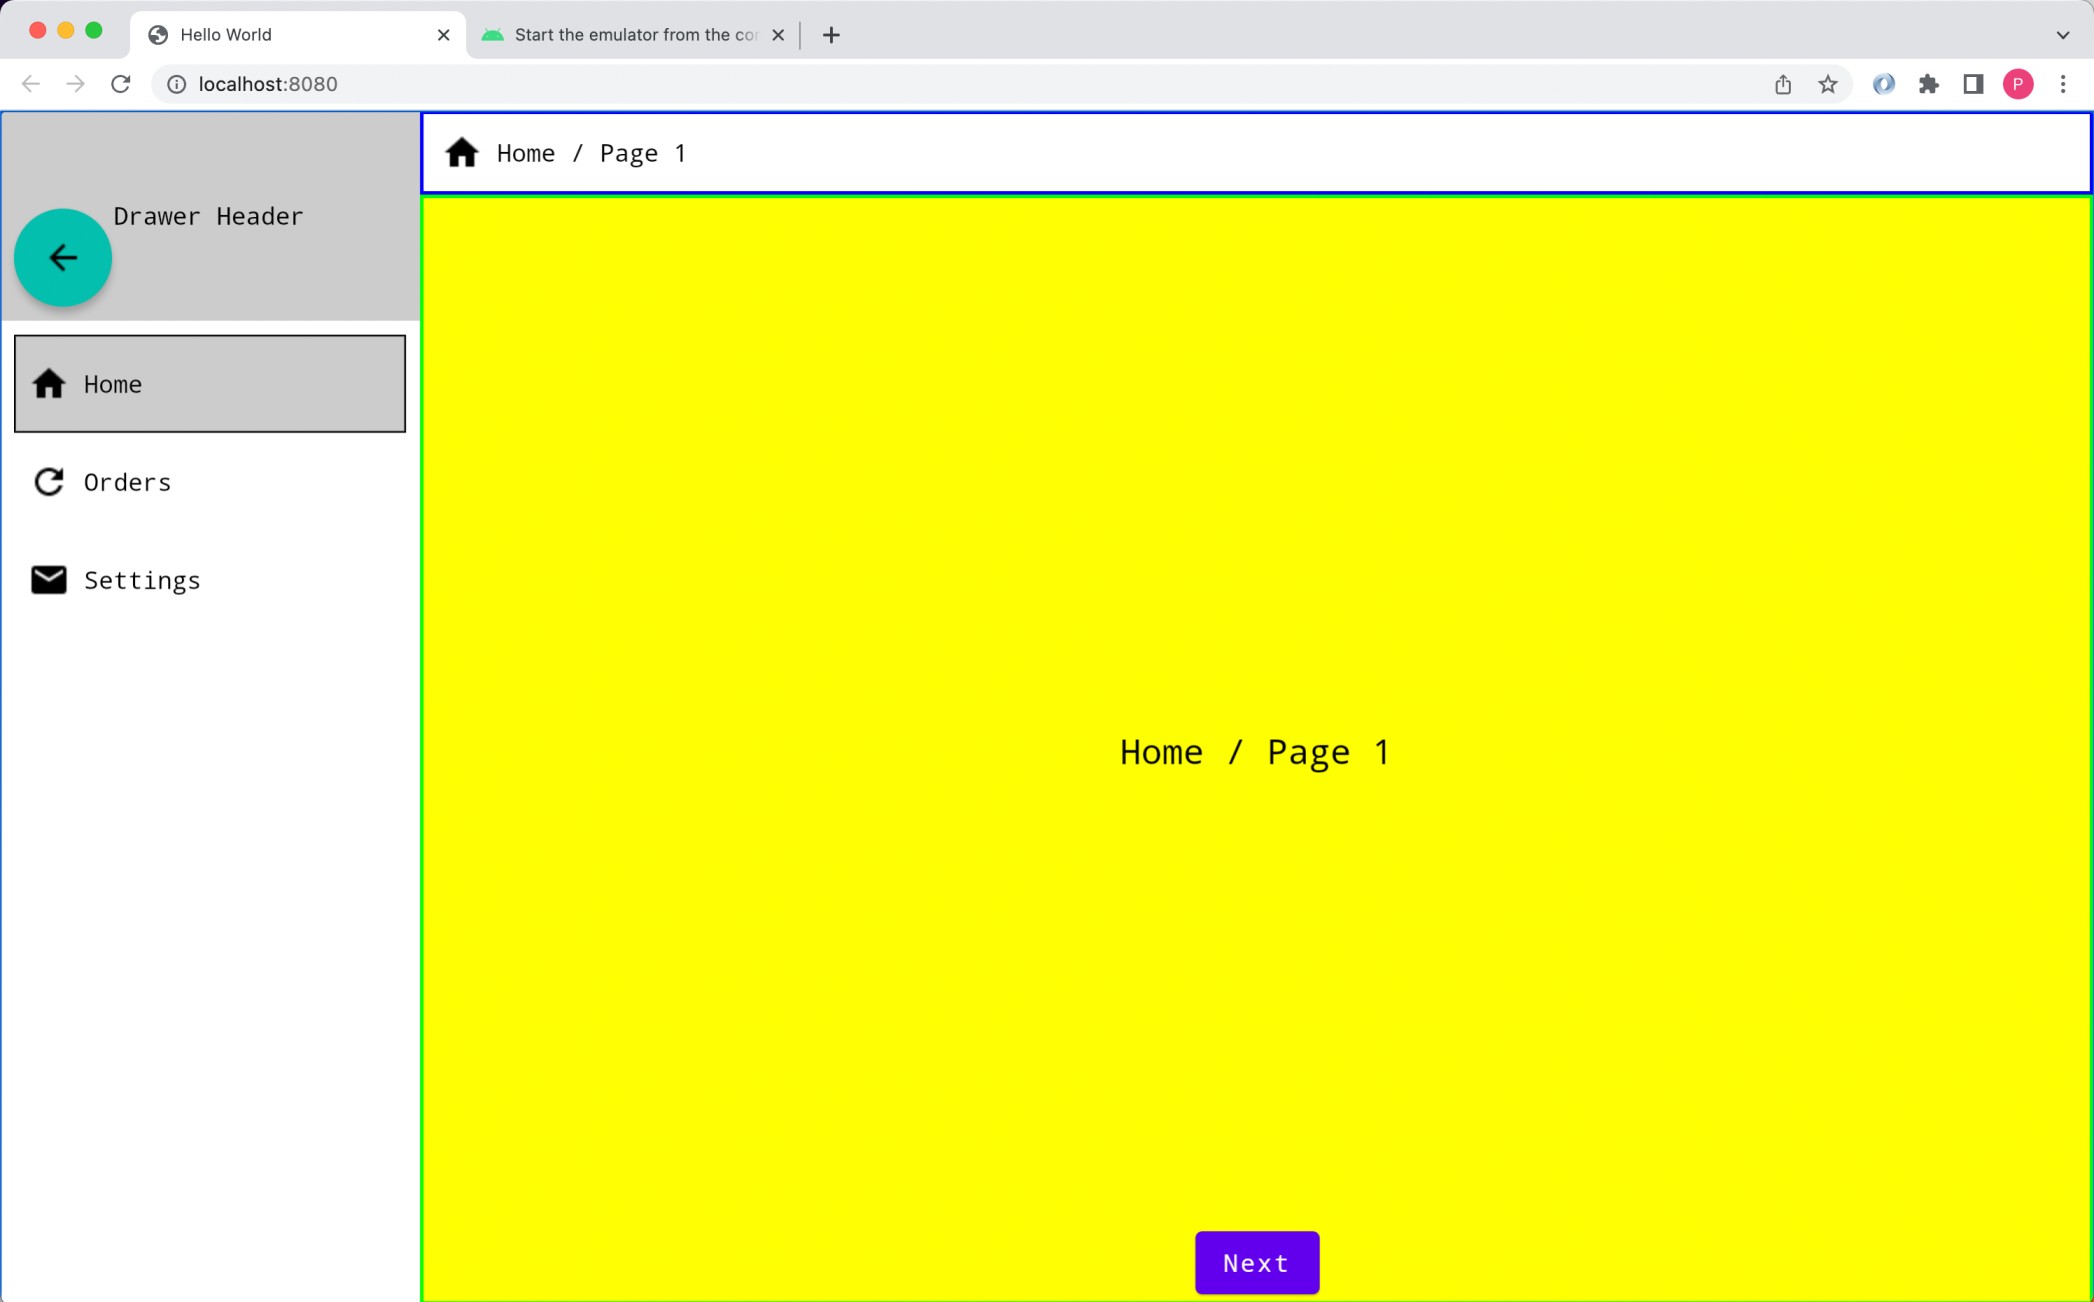 Hello World
Start the emulator from the co
localhost:8080
P
Home / Page 1
Drawer Header
Home
Orders
Settings
Home / Page 1
Next